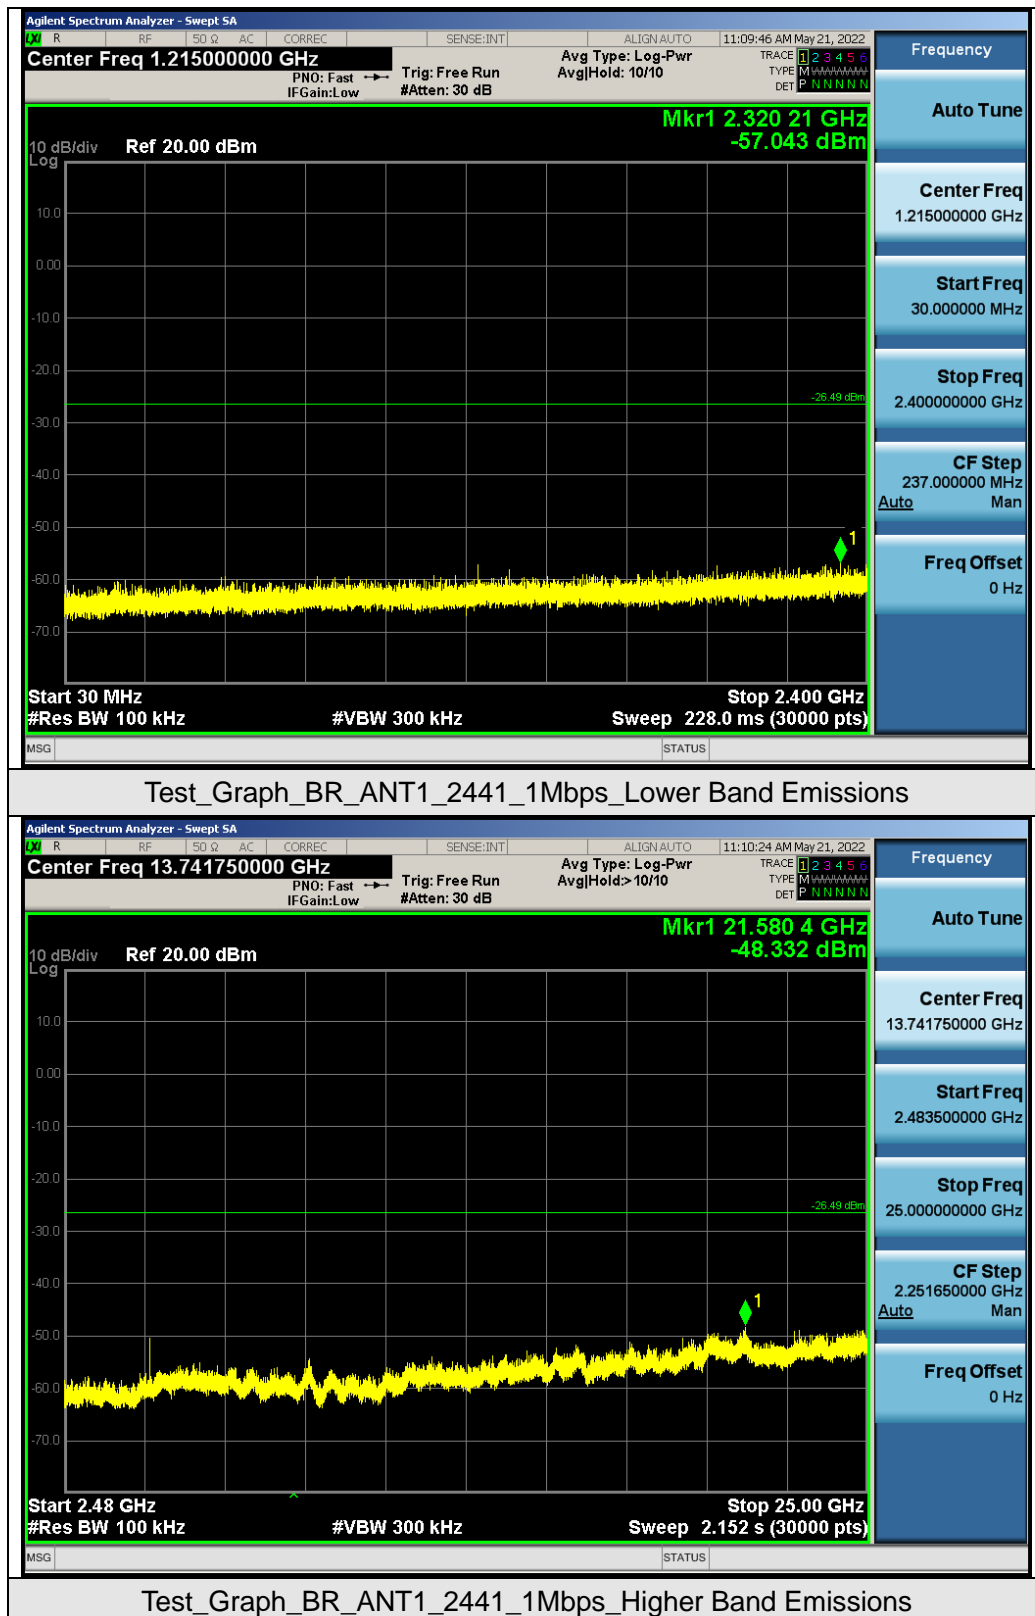 Agilent Spectrum Analyzer - Swept SA
LXI R RF 50 Ω AC CORREC SENSE:INT ALIGN AUTO 11:09:46 AM May 21, 2022
Center Freq 1.215000000 GHz
PNO: Fast
IFGain:Low
Trig: Free Run
#Atten: 30 dB
Avg Type: Log-Pwr
Avg|Hold: 10/10
TRACE 1 2 3 4 5 6
TYPE M
DET P N N N N N
Mkr1 2.320 21 GHz
-57.043 dBm
10 dB/div Ref 20.00 dBm
Log
10.0
0.00
-10.0
-20.0
-26.49 dBm
-30.0
-40.0
-50.0
1
-60.0
-70.0
Start 30 MHz Stop 2.400 GHz
#Res BW 100 kHz #VBW 300 kHz Sweep 228.0 ms (30000 pts)
MSG STATUS
Frequency
Auto Tune
Center Freq
1.215000000 GHz
Start Freq
30.000000 MHz
Stop Freq
2.400000000 GHz
CF Step
237.000000 MHz
Auto Man
Freq Offset
0 Hz
Test_Graph_BR_ANT1_2441_1Mbps_Lower Band Emissions
Agilent Spectrum Analyzer - Swept SA
LXI R RF 50 Ω AC CORREC SENSE:INT ALIGN AUTO 11:10:24 AM May 21, 2022
Center Freq 13.741750000 GHz
PNO: Fast
IFGain:Low
Trig: Free Run
#Atten: 30 dB
Avg Type: Log-Pwr
Avg|Hold:>10/10
TRACE 1 2 3 4 5 6
TYPE M
DET P N N N N N
Mkr1 21.580 4 GHz
-48.332 dBm
10 dB/div Ref 20.00 dBm
Log
10.0
0.00
-10.0
-20.0
-26.49 dBm
-30.0
-40.0
1
-50.0
-60.0
-70.0
Start 2.48 GHz Stop 25.00 GHz
#Res BW 100 kHz #VBW 300 kHz Sweep 2.152 s (30000 pts)
MSG STATUS
Frequency
Auto Tune
Center Freq
13.741750000 GHz
Start Freq
2.483500000 GHz
Stop Freq
25.000000000 GHz
CF Step
2.251650000 GHz
Auto Man
Freq Offset
0 Hz
Test_Graph_BR_ANT1_2441_1Mbps_Higher Band Emissions